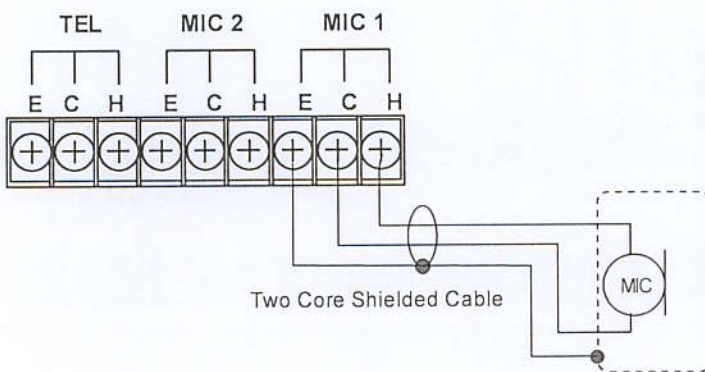 TEL MIC 2 MIC 1
E C H E C H E C H
MIC
Two Core Shielded Cable